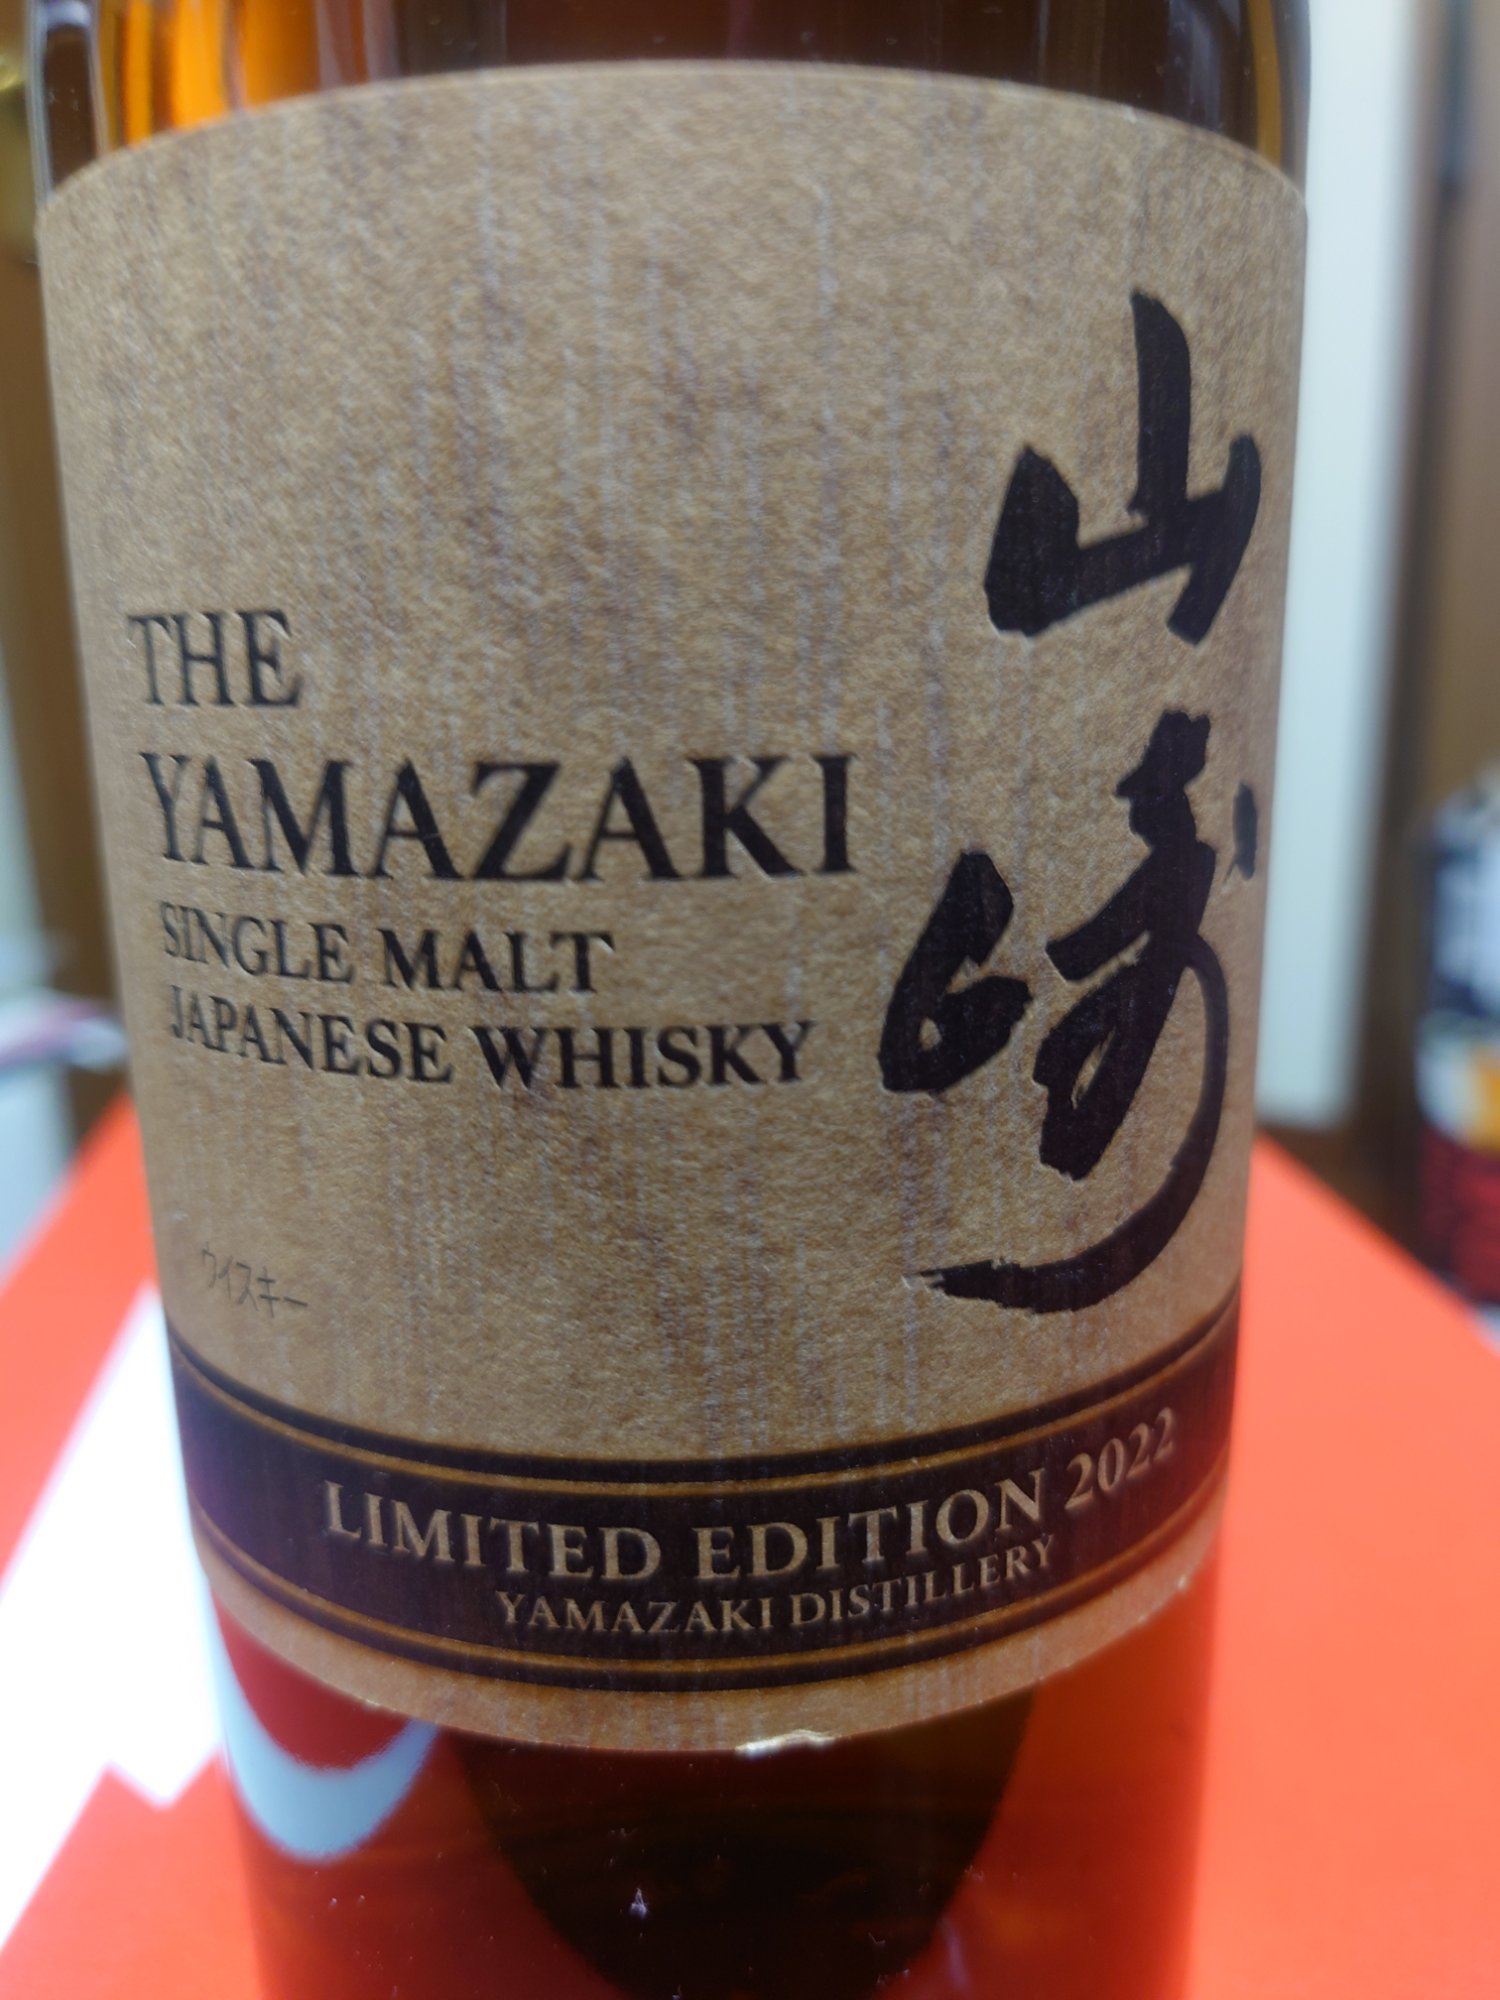 山崎
THE
YAMAZAKI
SINGLE MALT
JAPANESE WHISKY
ウイスキー
LIMITED EDITION 2022
YAMAZAKI DISTILLERY